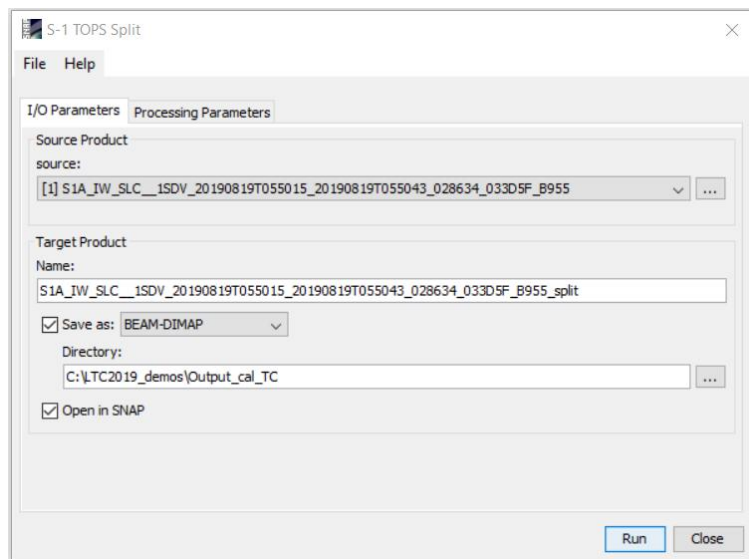 S-1 TOPS Split
File Help
I/O Parameters Processing Parameters
Source Product
source:
[1] S1A_IW_SLC__1SDV_20190819T055015_20190819T055043_028634_033D5F_B955
...
Target Product
Name:
S1A_IW_SLC__1SDV_20190819T055015_20190819T055043_028634_033D5F_B955_split
Save as: BEAM-DIMAP
Directory:
C:\LTC2019_demos\Output_cal_TC
...
Open in SNAP
Run Close